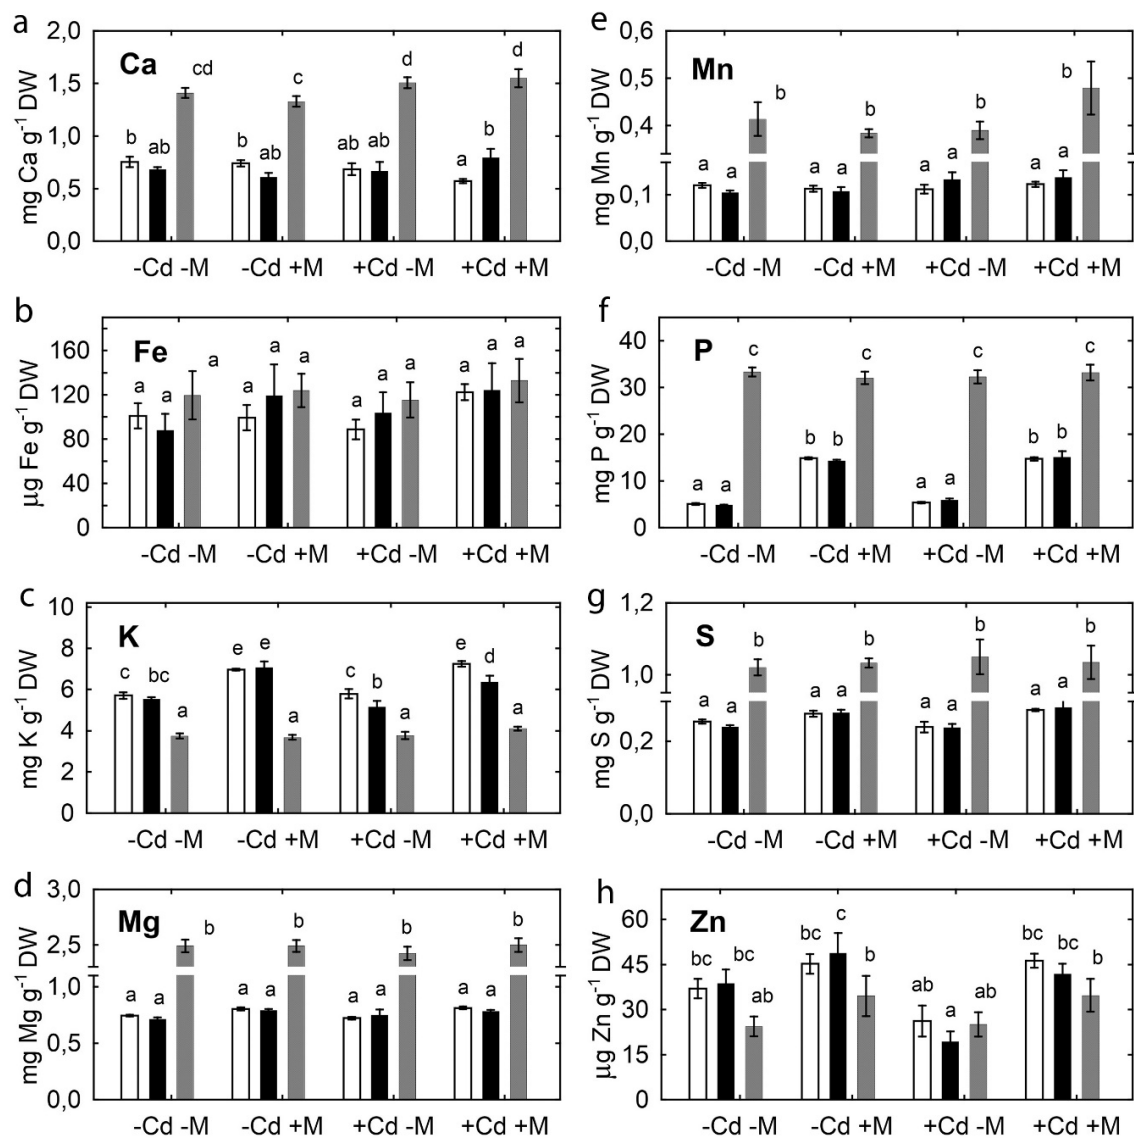 a
2,0
Ca
cd
c
d
d
1,5
1,0
b
ab
b
ab
ab
ab
a
b
0,5
0,0
mg Ca g⁻¹ DW
-Cd -M
-Cd +M
+Cd -M
+Cd +M
b
160
Fe
a
a
a
a
a
a
a
a
a
a
a
a
120
80
40
0
µg Fe g⁻¹ DW
-Cd -M
-Cd +M
+Cd -M
+Cd +M
c
10
K
8
e
e
e
d
c
bc
c
b
6
a
a
a
a
4
2
0
mg K g⁻¹ DW
-Cd -M
-Cd +M
+Cd -M
+Cd +M
d
3,0
Mg
b
b
b
b
2,5
a
a
a
a
a
a
a
a
1,0
0,5
0,0
mg Mg g⁻¹ DW
-Cd -M
-Cd +M
+Cd -M
+Cd +M
e
0,6
Mn
b
b
b
b
0,5
0,4
a
a
a
a
a
a
a
a
0,1
0,0
mg Mn g⁻¹ DW
-Cd -M
-Cd +M
+Cd -M
+Cd +M
f
40
P
c
c
c
c
30
20
b
b
b
b
10
a
a
a
a
0
mg P g⁻¹ DW
-Cd -M
-Cd +M
+Cd -M
+Cd +M
g
1,2
S
b
b
b
b
1,0
a
a
a
a
a
a
a
a
0,2
0,0
mg S g⁻¹ DW
-Cd -M
-Cd +M
+Cd -M
+Cd +M
h
60
Zn
bc
bc
ab
bc
c
b
ab
a
ab
bc
bc
b
45
30
15
0
µg Zn g⁻¹ DW
-Cd -M
-Cd +M
+Cd -M
+Cd +M